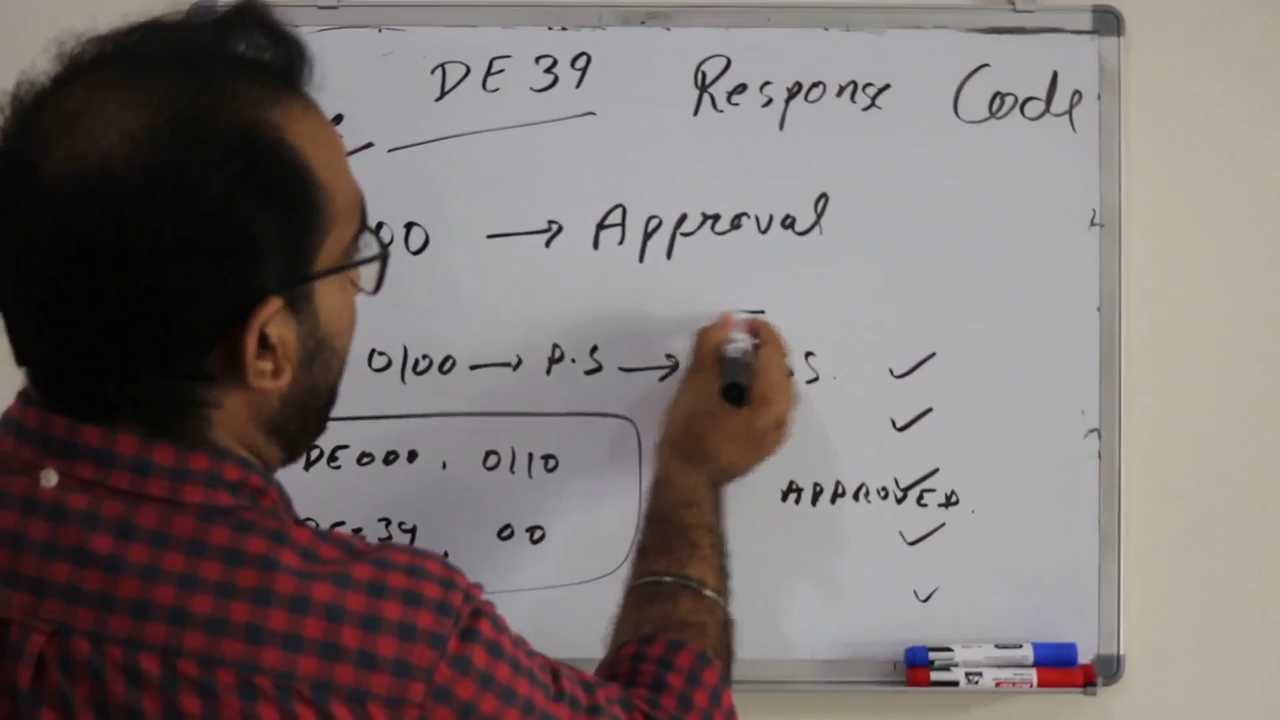 DE 39 Response Code
00 → Approval
0100 → P.S → S.
DE000, 0110
APPROVED.
DE-39, 00